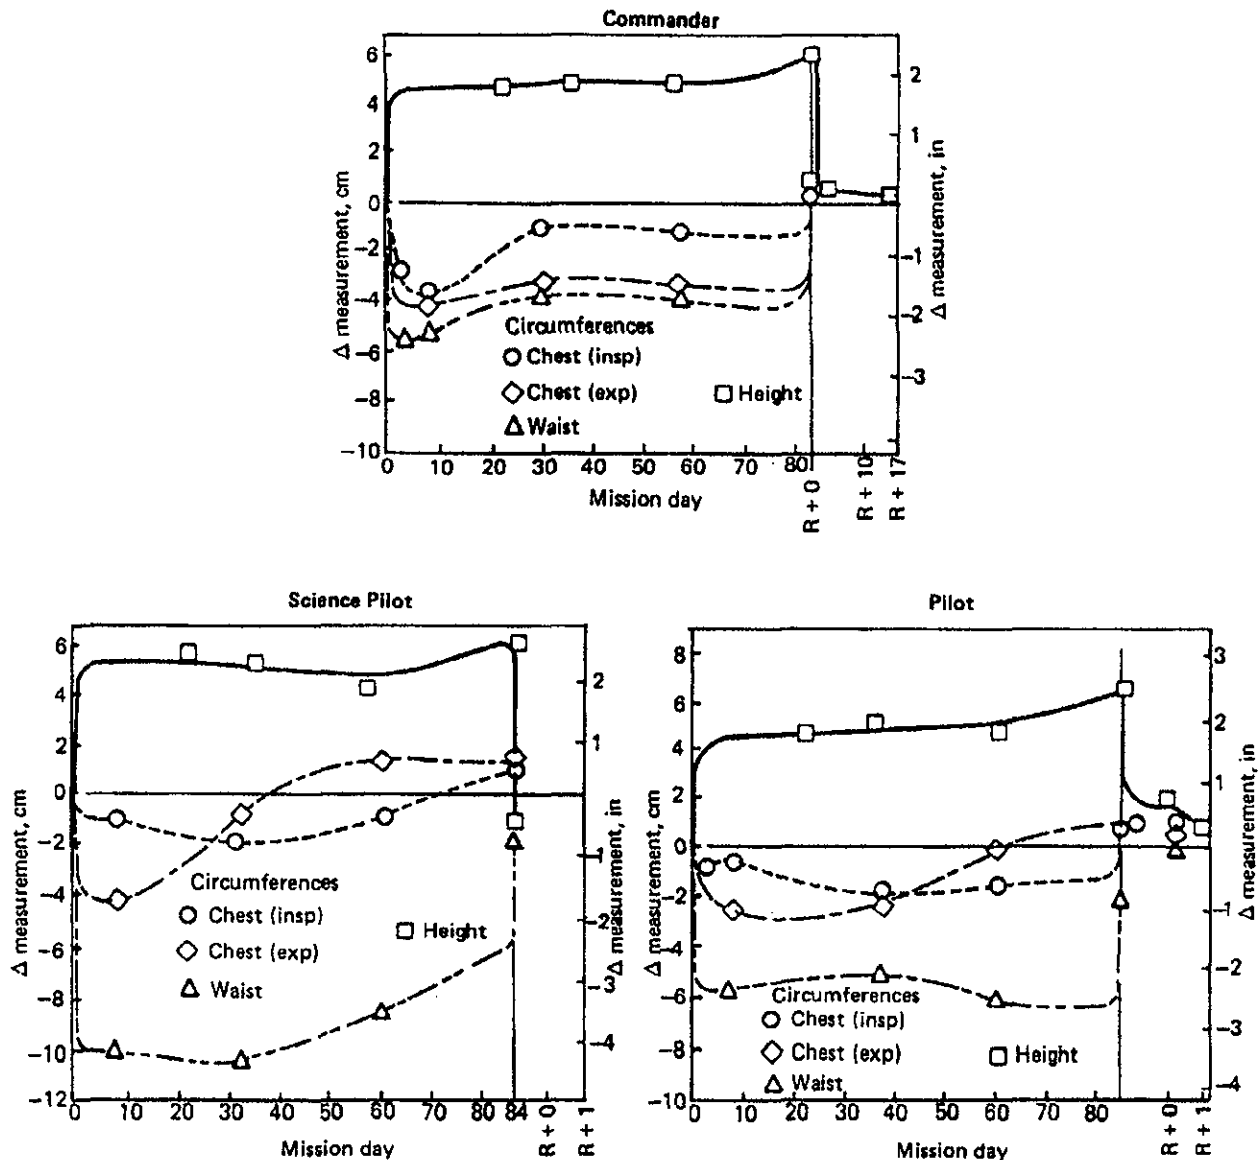 Commander
6
4
2
0
−2
−4
−6
−8
−10
Δ measurement, cm
2
1
0
−1
−2
−3
Δ measurement, in
Circumferences
Chest (insp)
Chest (exp)
Height
Waist
0 10 20 30 40 50 60 70 80
R + 0
R + 10
R + 17
Mission day
Science Pilot
6
4
2
0
−2
−4
−6
−8
−10
−12
Δ measurement, cm
2
1
0
−1
−2
−3
−4
Δ measurement, in
Circumferences
Chest (insp)
Height
Chest (exp)
Waist
0 10 20 30 40 50 60 70 80 84
R + 0
R + 1
Mission day
Pilot
8
6
4
2
0
−2
−4
−6
−8
−10
Δ measurement, cm
3
2
1
0
−1
−2
−3
−4
Δ measurement, in
Circumferences
Chest (insp)
Chest (exp)
Height
Waist
0 10 20 30 40 50 60 80
R + 0
R + 1
Mission day